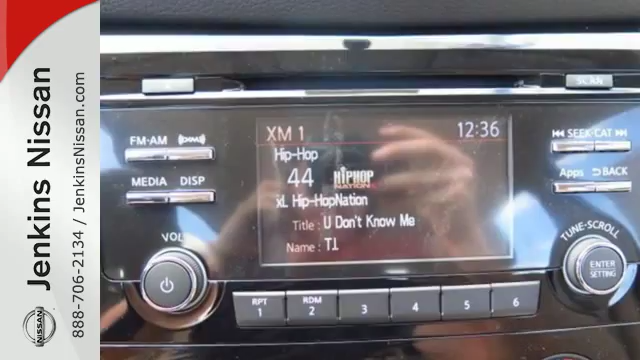 Jenkins Nissan
888-706-2134 / JenkinsNissan.com
NISSAN
SCAN
FM·AM ((XM))
MEDIA DISP
VOL
XM 1 12:36
Hip-Hop
44 HIPHOP NATION
xL Hip-HopNation
Title : U Don't Know Me
Name : T.I.
SEEK·CAT
Apps BACK
TUNE·SCROLL
ENTER
SETTING
RPT RDM
1 2 3 4 5 6